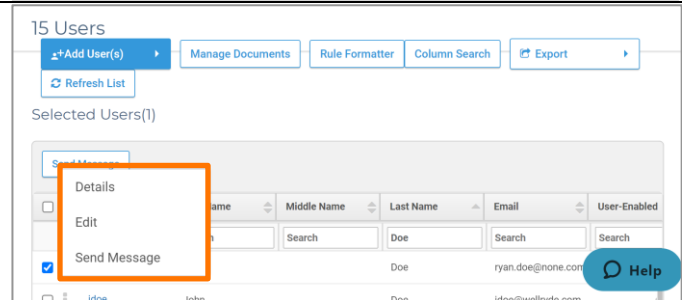 15 Users
+Add User(s)
Manage Documents
Rule Formatter
Column Search
Export
Refresh List
Selected Users(1)
Send Message
Details
Edit
Send Message
Middle Name
Last Name
Email
User-Enabled
Search
Doe
Search
Search
Doe
ryan.doe@none.com
Help
John
Doe